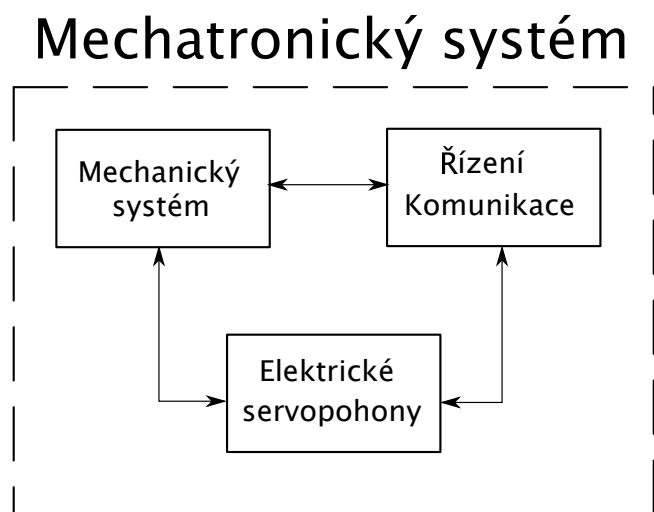 Mechatronický systém
Mechanický
systém
Řízení
Komunikace
Elektrické
servopohony